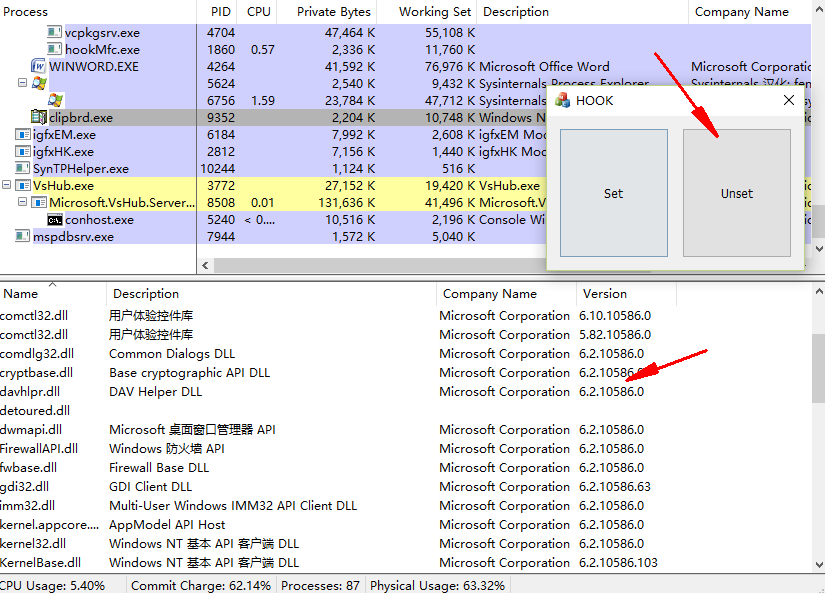 Process PID CPU Private Bytes Working Set Description Company Name
vcpkgsrv.exe 4704 47,464 K 55,108 K
hookMfc.exe 1860 0.57 2,336 K 11,760 K
WINWORD.EXE 4264 41,592 K 76,976 K Microsoft Office Word Microsoft Corporatio
5624 2,540 K 9,432 K Sysinternals Process Explorer Sysinternals 汉化: fen
6756 1.59 23,784 K 47,712 K Sysinternals
clipbrd.exe 9352 2,204 K 10,748 K Windows N
igfxEM.exe 6184 7,992 K 2,608 K igfxEM Mod
igfxHK.exe 2812 7,156 K 1,440 K igfxHK Mod
SynTPHelper.exe 10244 1,124 K 516 K
VsHub.exe 3772 27,152 K 19,420 K VsHub.exe
Microsoft.VsHub.Server... 8508 0.01 131,636 K 41,496 K Microsoft.V
conhost.exe 5240 < 0.... 10,516 K 2,196 K Console Wi
mspdbsrv.exe 7944 1,572 K 5,040 K
HOOK
Set Unset
Name Description Company Name Version
comctl32.dll 用户体验控件库 Microsoft Corporation 6.10.10586.0
comctl32.dll 用户体验控件库 Microsoft Corporation 5.82.10586.0
comdlg32.dll Common Dialogs DLL Microsoft Corporation 6.2.10586.0
cryptbase.dll Base cryptographic API DLL Microsoft Corporation 6.2.10586.0
davhlpr.dll DAV Helper DLL Microsoft Corporation 6.2.10586.0
detoured.dll
dwmapi.dll Microsoft 桌面窗口管理器 API Microsoft Corporation 6.2.10586.0
FirewallAPI.dll Windows 防火墙 API Microsoft Corporation 6.2.10586.0
fwbase.dll Firewall Base DLL Microsoft Corporation 6.2.10586.0
gdi32.dll GDI Client DLL Microsoft Corporation 6.2.10586.63
imm32.dll Multi-User Windows IMM32 API Client DLL Microsoft Corporation 6.2.10586.0
kernel.appcore.... AppModel API Host Microsoft Corporation 6.2.10586.0
kernel32.dll Windows NT 基本 API 客户端 DLL Microsoft Corporation 6.2.10586.0
KernelBase.dll Windows NT 基本 API 客户端 DLL Microsoft Corporation 6.2.10586.103
CPU Usage: 5.40% Commit Charge: 62.14% Processes: 87 Physical Usage: 63.32%